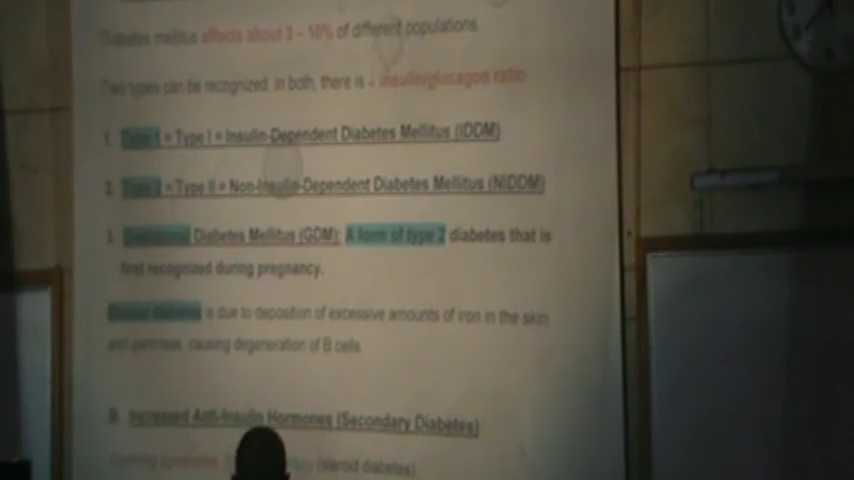 Diabetes mellitus affects about 3 - 10% of different populations.
Two types can be recognized in both, there is insulin/glucagon ratio
1. Type 1 = Type I = Insulin-Dependent Diabetes Mellitus (IDDM)
2. Type 2 = Type II = Non-Insulin-Dependent Diabetes Mellitus (NIDDM)
3. Gestational Diabetes Mellitus (GDM): A form of type 2 diabetes that is
first recognized during pregnancy.
Bronze diabetes is due to deposition of excessive amounts of iron in the skin
and pancreas, causing degeneration of B cells
B. Increased Anti-Insulin Hormones (Secondary Diabetes)
syndrome (steroid diabetes)